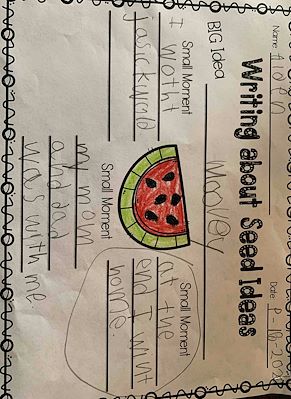 Name Aiden
Date
Writing about Seed Ideas
BIG Idea
Moovey
Small Moment
I wotht
Small Moment
my mom
and dad
was with me.
Small Moment
at the
end I wint
home.